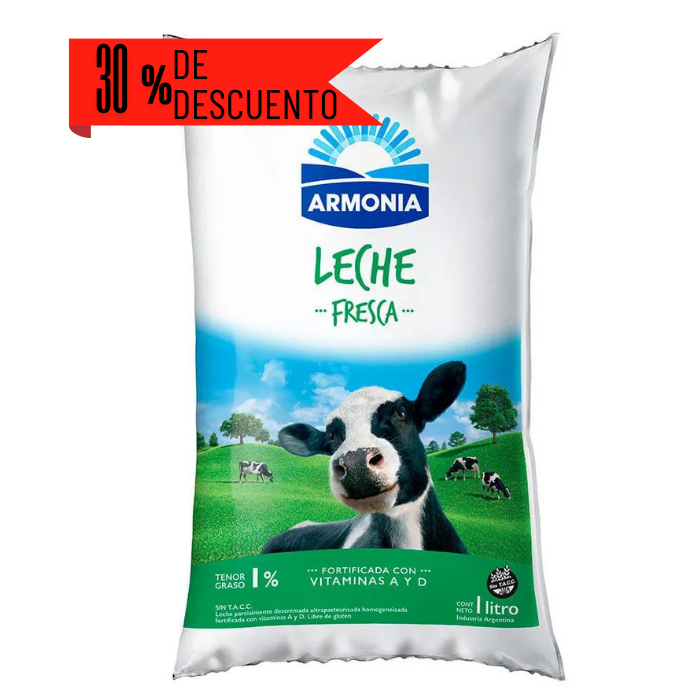 30 % DE
DESCUENTO
ARMONIA
LECHE
FRESCA
TENOR
GRASO 1 %
FORTIFICADA CON
VITAMINAS A Y D
SIN T.A.C.C.
Leche parcialmente descremada ultrapasteurizada homogeneizada
fortificada con vitaminas A y D. Libre de gluten.
Sin T.A.C.C.
CONT
NETO 1 litro
Industria Argentina